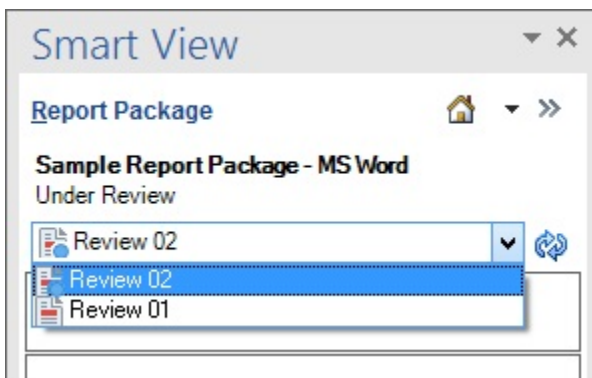 Smart View
Report Package
Sample Report Package - MS Word
Under Review
Review 02
Review 02
Review 01